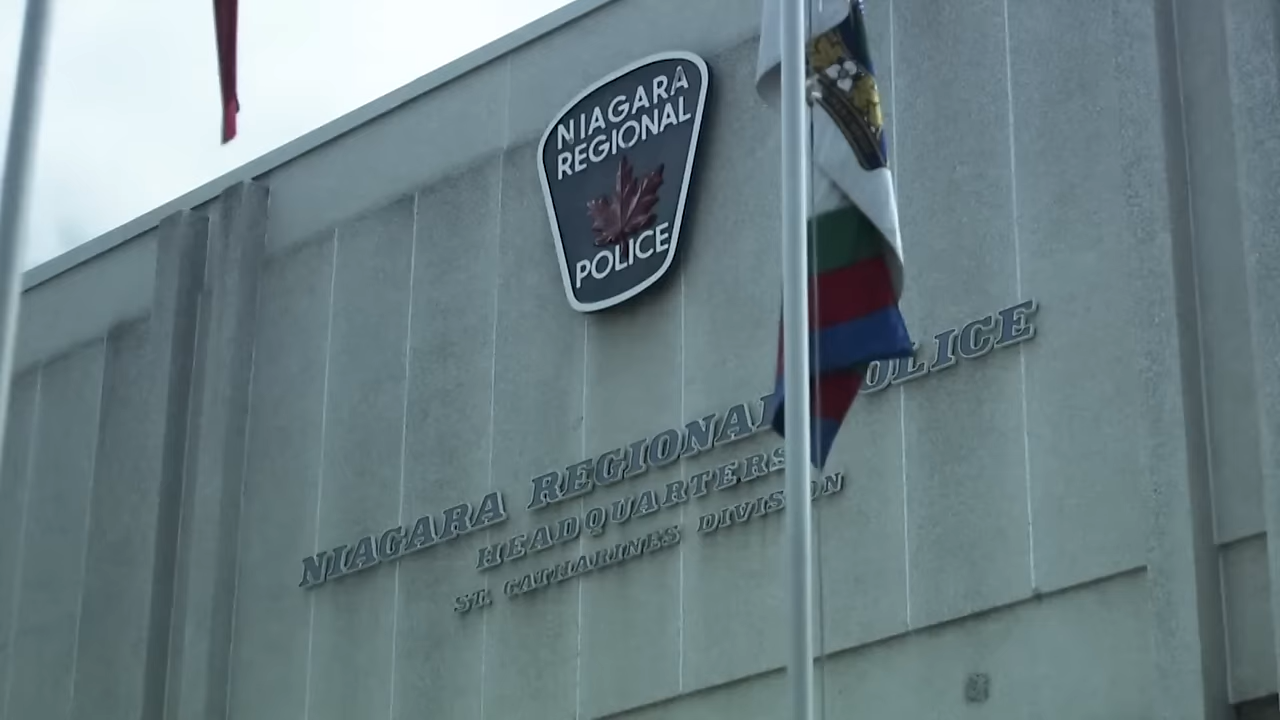 NIAGARA
REGIONAL
POLICE
NIAGARA REGIONAL POLICE
HEADQUARTERS
ST. CATHARINES DIVISION